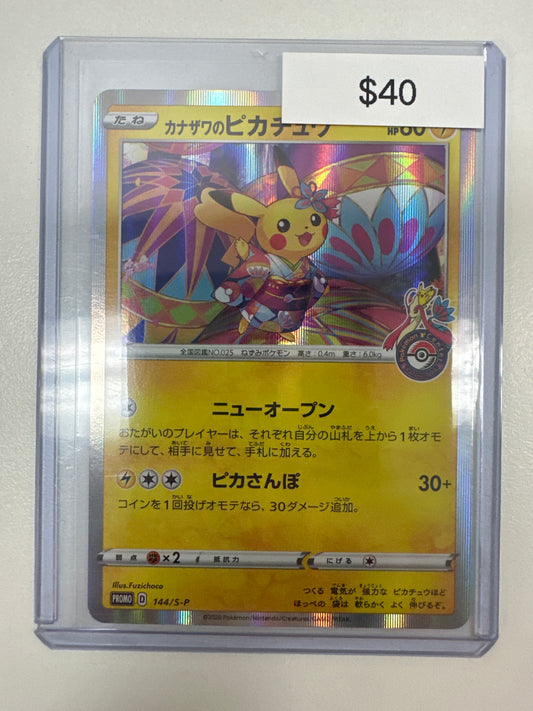 $40
たね
カナザワのピカチュウ
HP60
Pokémon Center
全国図鑑NO.025 ねずみポケモン 高さ:0.4m 重さ:6.0kg
ニューオープン
おたがいのプレイヤーは、それぞれ自分の山札を上から1枚オモ
テにして、相手に見せて、手札に加える。
ピカさんぽ 30+
コインを1回投げオモテなら、30ダメージ追加。
弱点 ×2 抵抗力 にげる
Illus.Fuzichoco
PROMO D 144/S-P
つくる 電気が 強力な ピカチュウほど
ほっぺの 袋は 軟らかく よく 伸びるぞ。
©2020 Pokémon/Nintendo/Creatures/GAME FREAK.